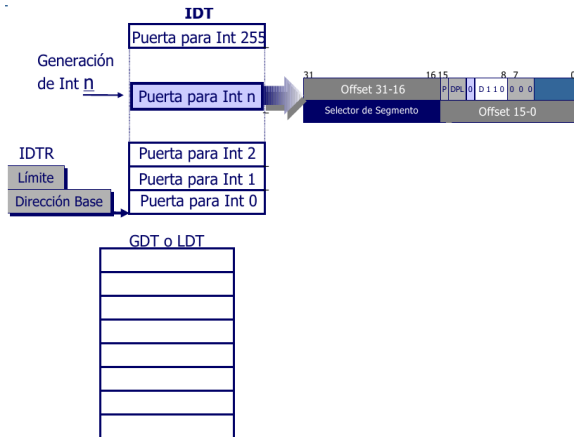 IDT
Puerta para Int 255
Generación
de Int n
Puerta para Int n
31 16 15 8 7 0
Offset 31-16 P DPL 0 D 1 1 0 0 0 0
Selector de Segmento Offset 15-0
IDTR
Límite
Dirección Base
Puerta para Int 2
Puerta para Int 1
Puerta para Int 0
GDT o LDT